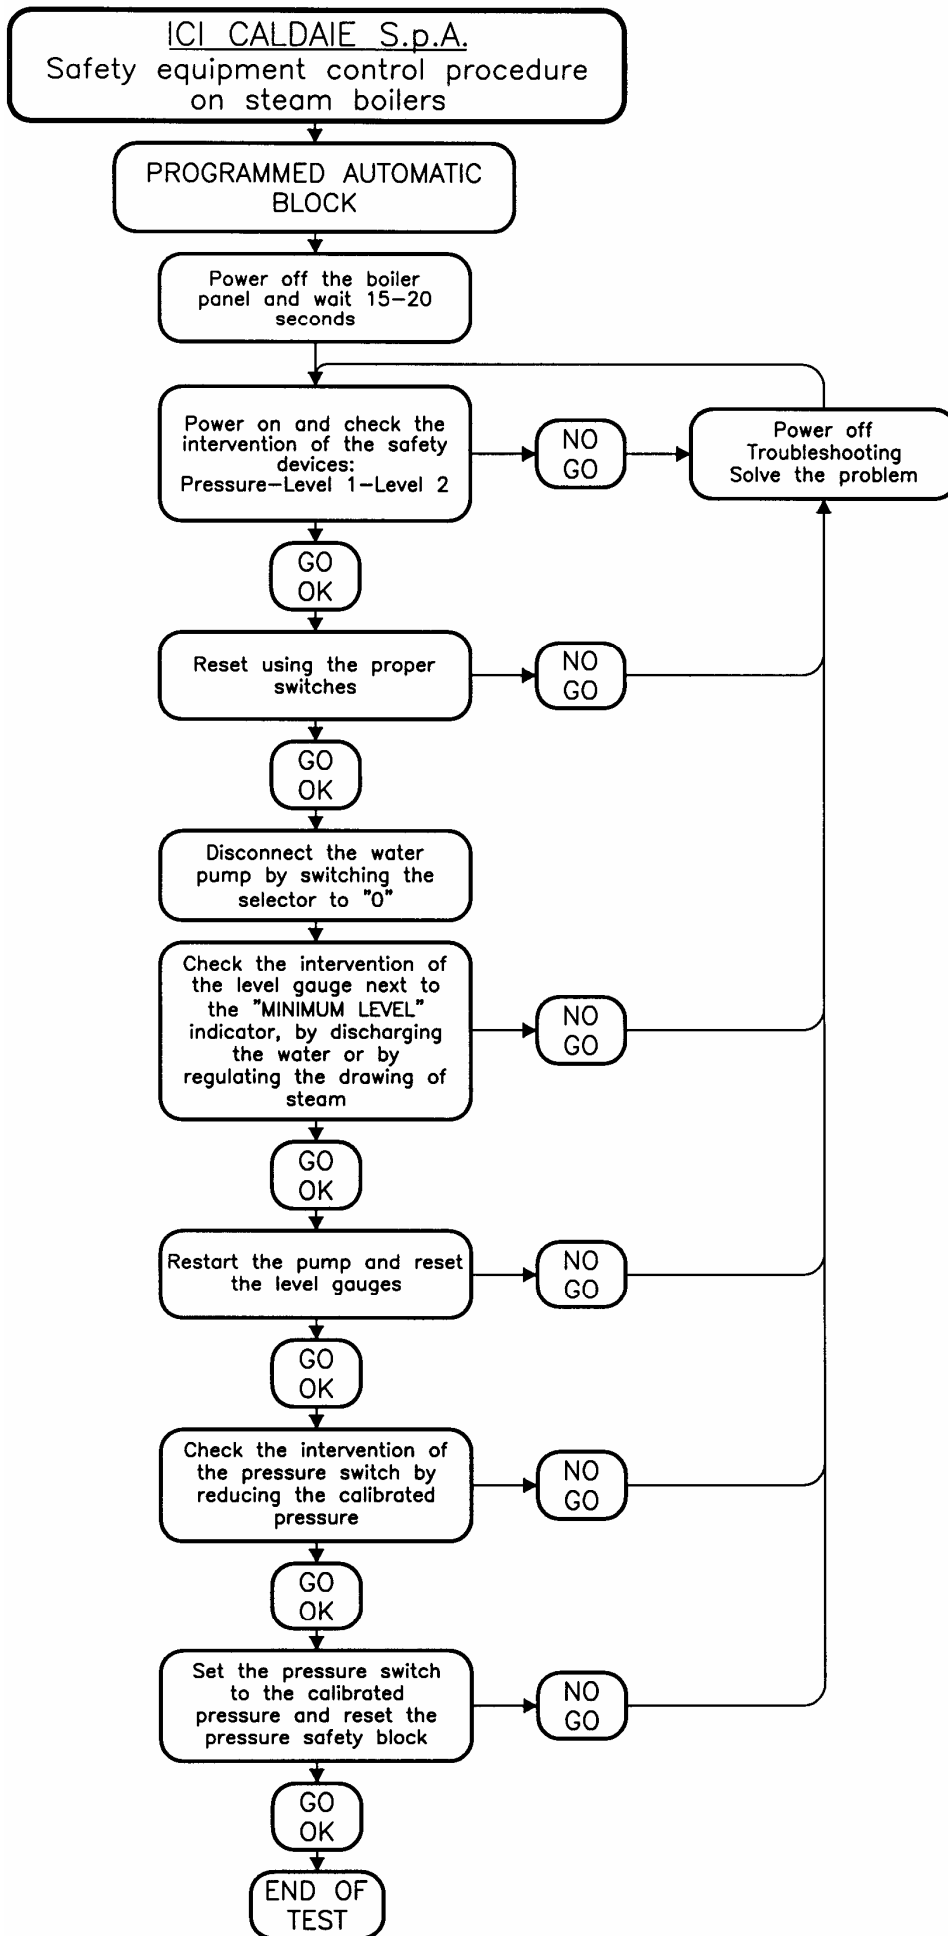 ICI CALDAIE S.p.A.
Safety equipment control procedure
on steam boilers
PROGRAMMED AUTOMATIC
BLOCK
Power off the boiler
panel and wait 15-20
seconds
Power on and check the
intervention of the safety
devices:
Pressure-Level 1-Level 2
NO
GO
Power off
Troubleshooting
Solve the problem
GO
OK
Reset using the proper
switches
NO
GO
GO
OK
Disconnect the water
pump by switching the
selector to "0"
Check the intervention of
the level gauge next to
the "MINIMUM LEVEL"
indicator, by discharging
the water or by
regulating the drawing of
steam
NO
GO
GO
OK
Restart the pump and reset
the level gauges
NO
GO
GO
OK
Check the intervention of
the pressure switch by
reducing the calibrated
pressure
NO
GO
GO
OK
Set the pressure switch
to the calibrated
pressure and reset the
pressure safety block
NO
GO
GO
OK
END OF
TEST